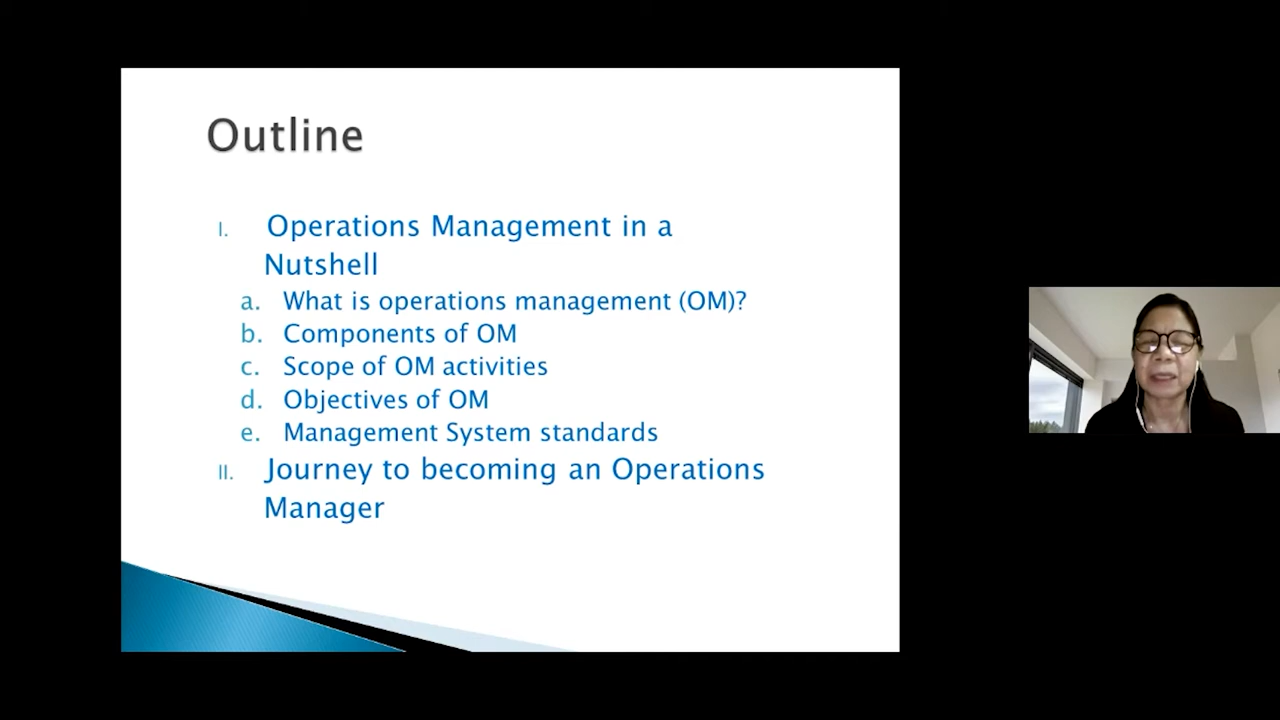 Outline
I. Operations Management in a
Nutshell
a. What is operations management (OM)?
b. Components of OM
c. Scope of OM activities
d. Objectives of OM
e. Management System standards
II. Journey to becoming an Operations
Manager